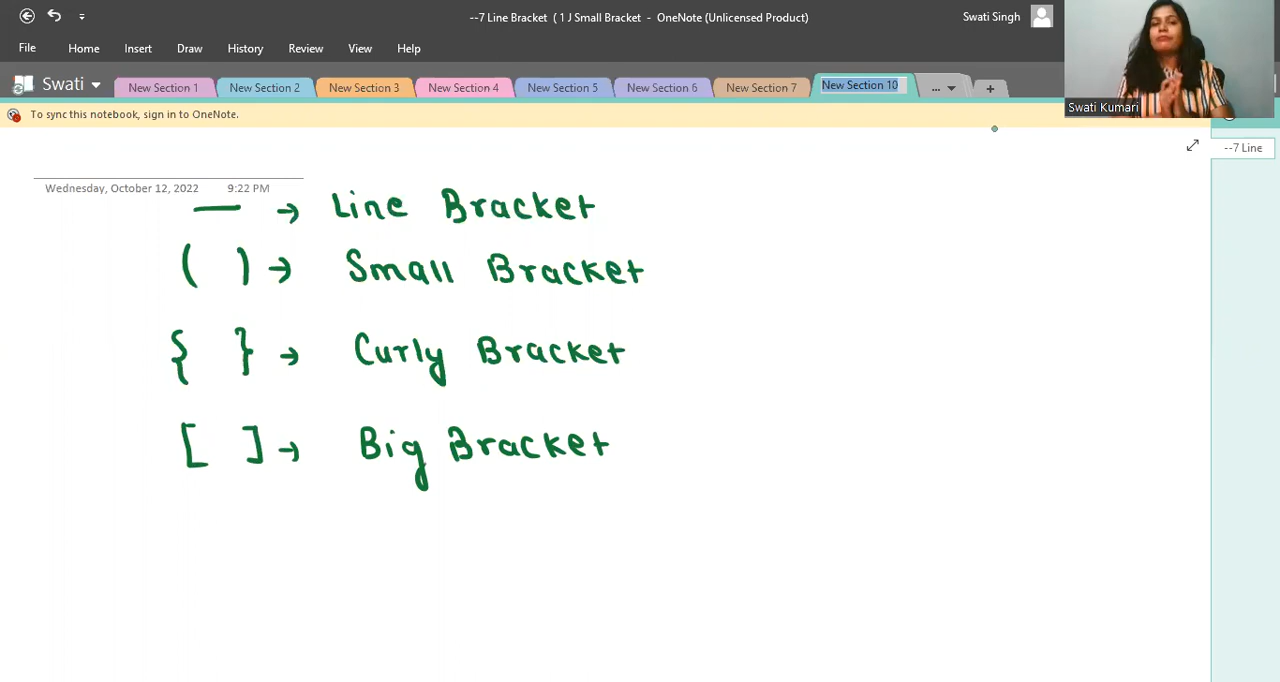 --7 Line Bracket ( 1 J Small Bracket - OneNote (Unlicensed Product)
Swati Singh
File Home Insert Draw History Review View Help
Swati New Section 1 New Section 2 New Section 3 New Section 4 New Section 5 New Section 6 New Section 7 New Section 10 ... +
Swati Kumari
To sync this notebook, sign in to OneNote.
--7 Line
Wednesday, October 12, 2022 9:22 PM
— → Line Bracket
( ) → Small Bracket
{ } → Curly Bracket
[ ] → Big Bracket